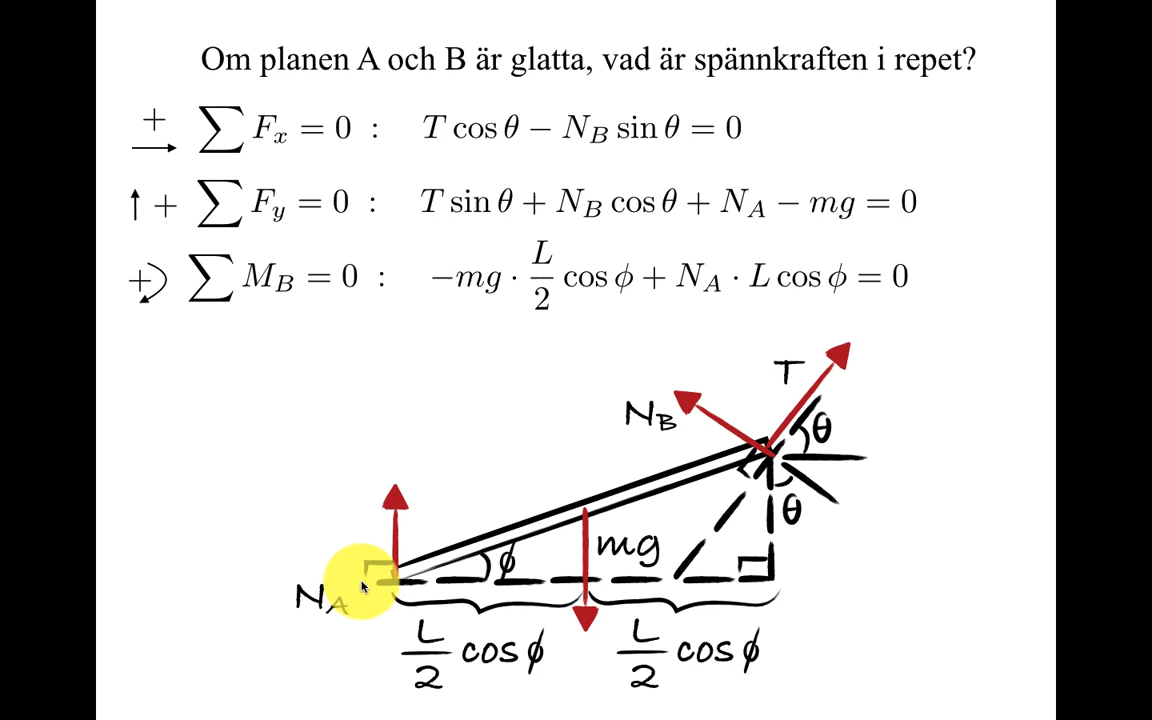 Om planen A och B är glatta, vad är spännkraften i repet?
+→ ∑ F_x = 0 : T cos θ − N_B sin θ = 0
↑+ ∑ F_y = 0 : T sin θ + N_B cos θ + N_A − mg = 0
+ ∑ M_B = 0 : −mg · L/2 cos ϕ + N_A · L cos ϕ = 0
T
N_B
θ
θ
mg
ϕ
N_A
L/2 cos ϕ
L/2 cos ϕ